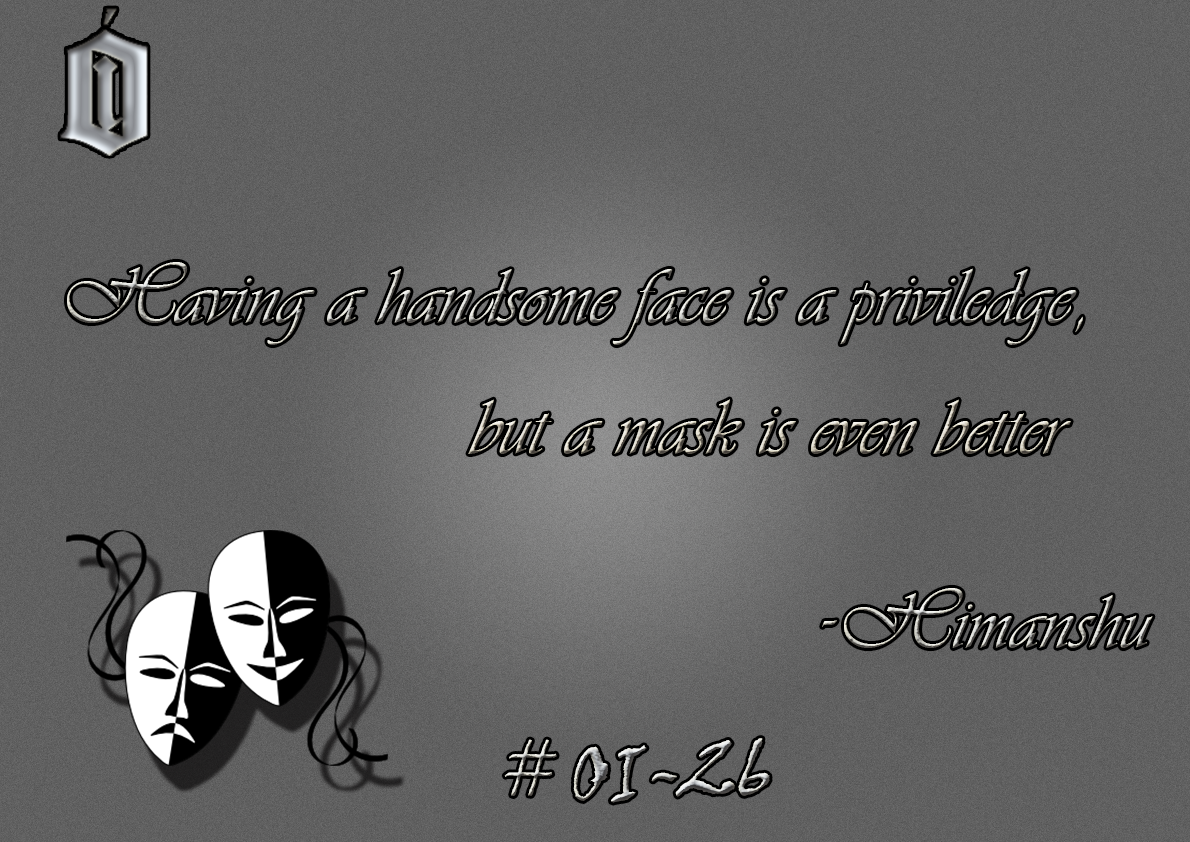 Having a handsome face is a priviledge,
but a mask is even better
-Himanshu
# 01-26